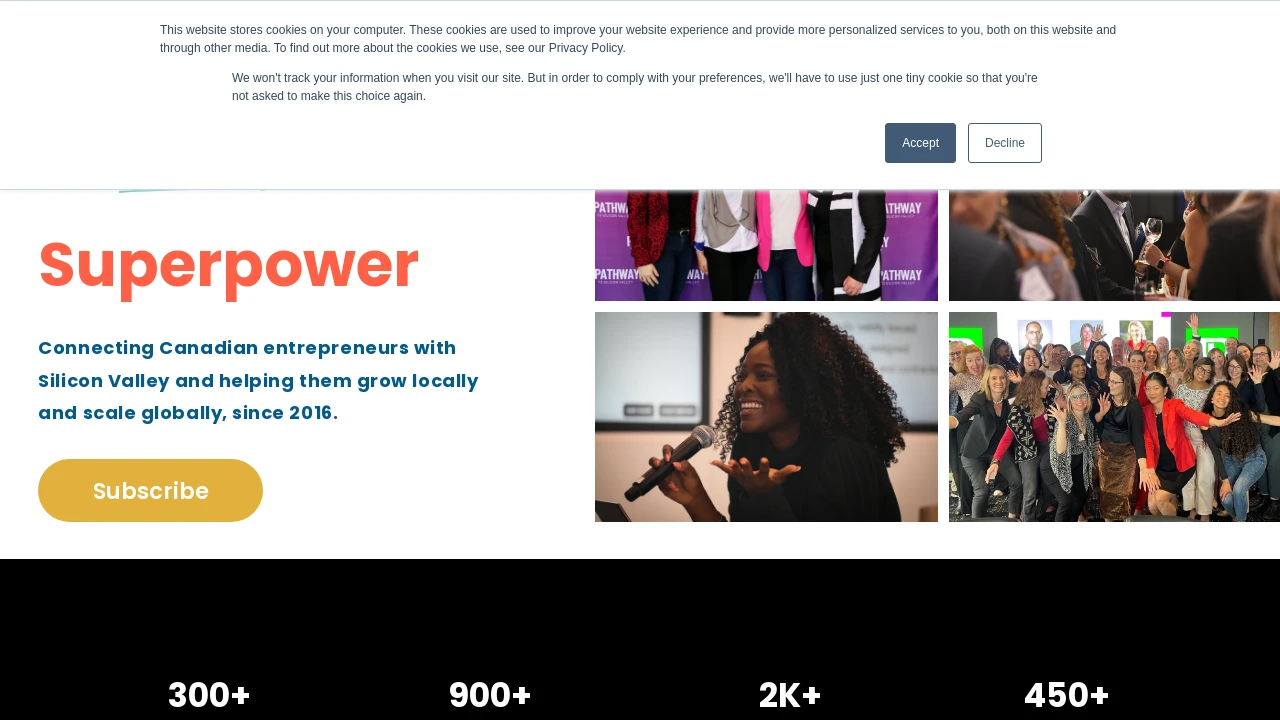 This website stores cookies on your computer. These cookies are used to improve your website experience and provide more personalized services to you, both on this website and
through other media. To find out more about the cookies we use, see our Privacy Policy.
We won't track your information when you visit our site. But in order to comply with your preferences, we'll have to use just one tiny cookie so that you're
not asked to make this choice again.
Accept
Decline
Superpower
Connecting Canadian entrepreneurs with
Silicon Valley and helping them grow locally
and scale globally, since 2016.
Subscribe
PATHWAY
PATHWAY
300+
900+
2K+
450+